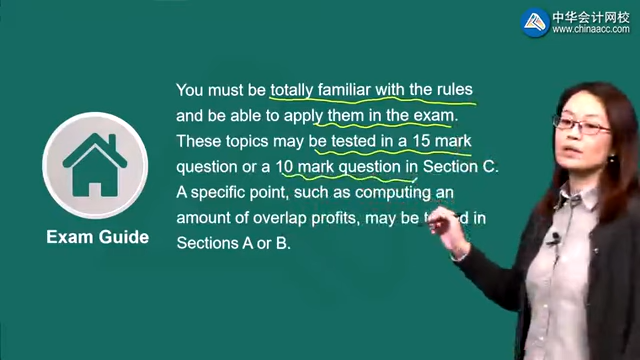 中华会计网校
www.chinaacc.com
You must be totally familiar with the rules
and be able to apply them in the exam.
These topics may be tested in a 15 mark
question or a 10 mark question in Section C.
A specific point, such as computing an
amount of overlap profits, may be tested in
Sections A or B.
Exam Guide